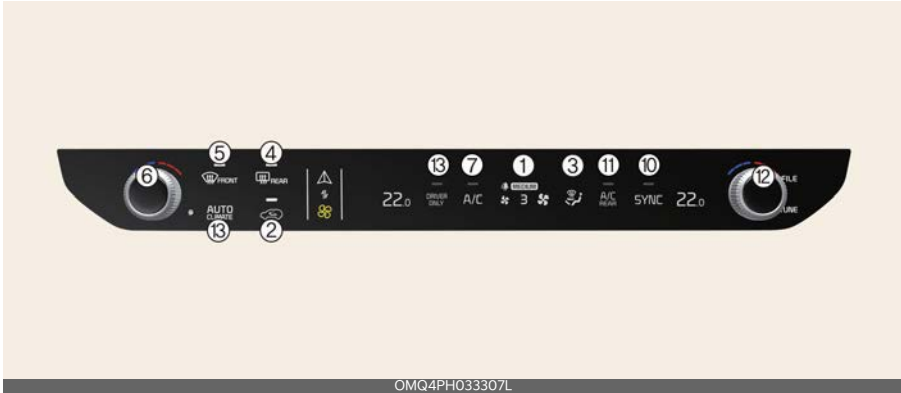 ⑤ ④
FRONT REAR
⑥
AUTO
CLIMATE
⑬ ②
⑬ ⑦ ① ③ ⑪ ⑩
MEDIUM
22.0 DRIVER ONLY A/C 3 A/C REAR SYNC 22.0
⑫ FILE
TUNE
OMQ4PH033307L